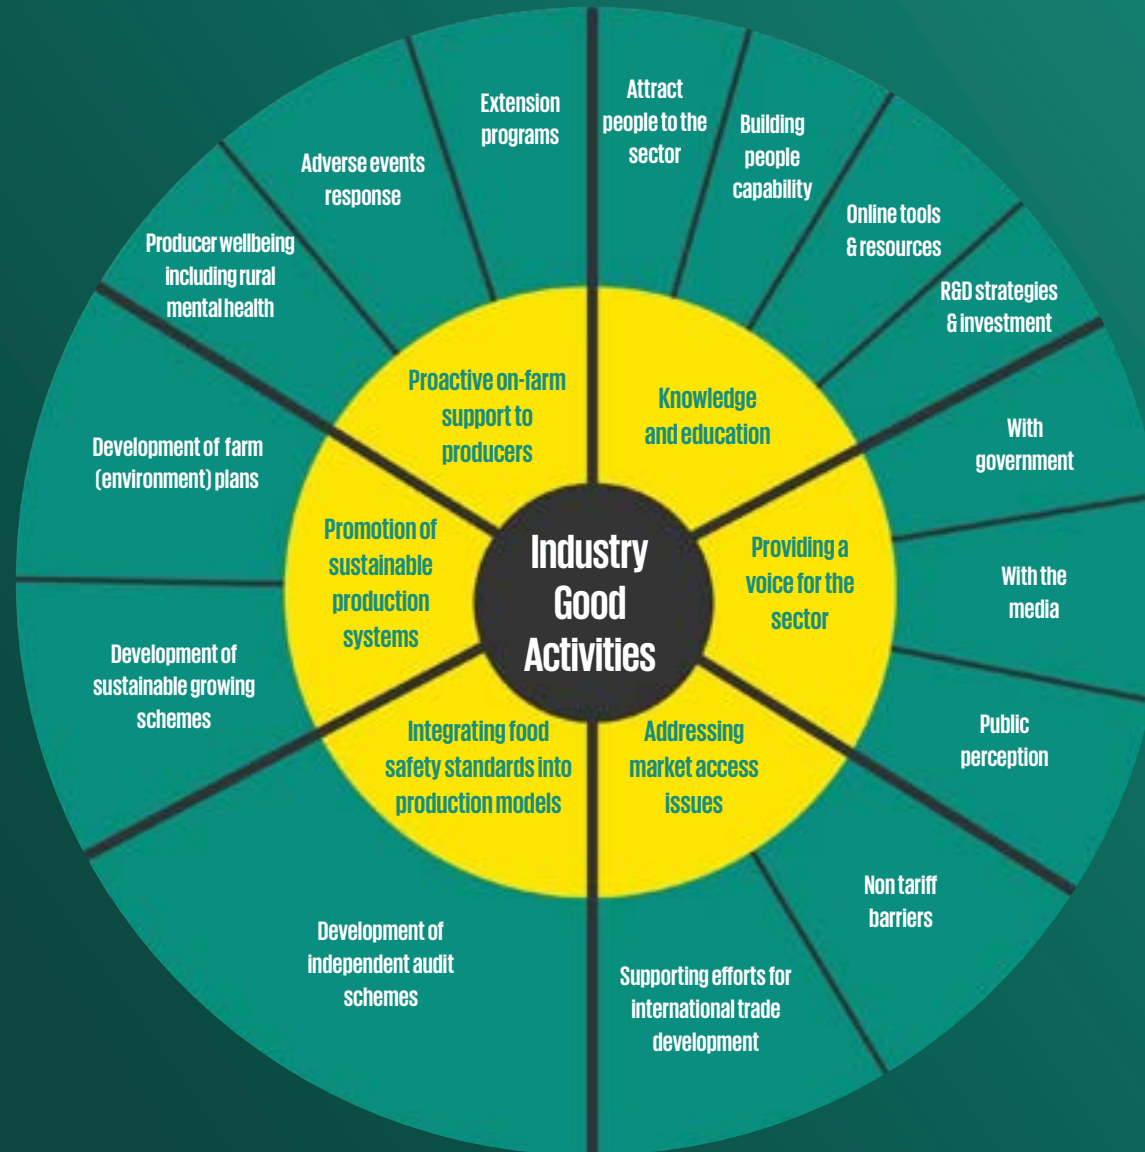 Extension
programs
Attract
people to the
sector
Building
people
capability
Online tools
& resources
R&D strategies
& investment
With
government
With the
media
Public
perception
Non tariff
barriers
Supporting efforts for
international trade
development
Development of
independent audit
schemes
Development of
sustainable growing
schemes
Development of farm
(environment) plans
Producer wellbeing
including rural
mental health
Adverse events
response
Proactive on-farm
support to
producers
Knowledge
and education
Providing a
voice for the
sector
Addressing
market access
issues
Integrating food
safety standards into
production models
Promotion of
sustainable
production
systems
Industry
Good
Activities